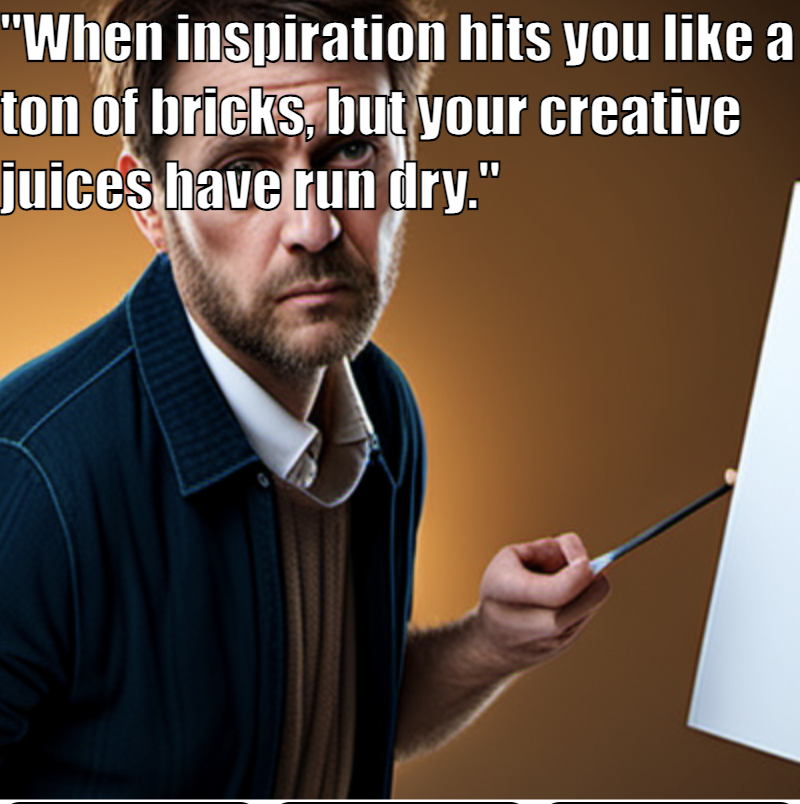 "When inspiration hits you like a
ton of bricks, but your creative
juices have run dry."